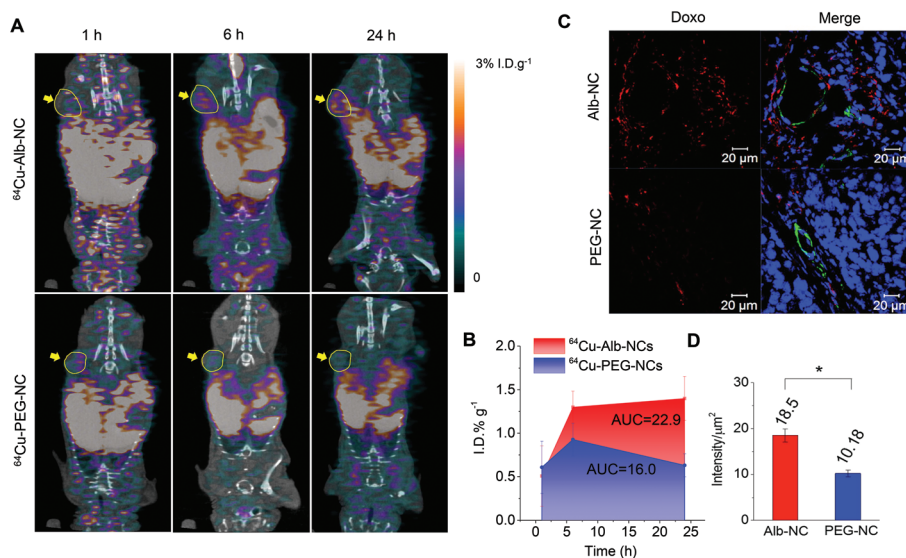 A
1 h
6 h
24 h
⁶⁴Cu-Alb-NC
⁶⁴Cu-PEG-NC
3% I.D.g⁻¹
0
C
Doxo
Merge
Alb-NC
PEG-NC
20 μm
20 μm
20 μm
20 μm
B
⁶⁴Cu-Alb-NCs
⁶⁴Cu-PEG-NCs
I.D.% g⁻¹
2.0
1.5
1.0
0.5
0.0
AUC=22.9
AUC=16.0
0 5 10 15 20 25
Time (h)
D
Intensity/μm²
30
20
10
0
*
18.5
10.18
Alb-NC
PEG-NC